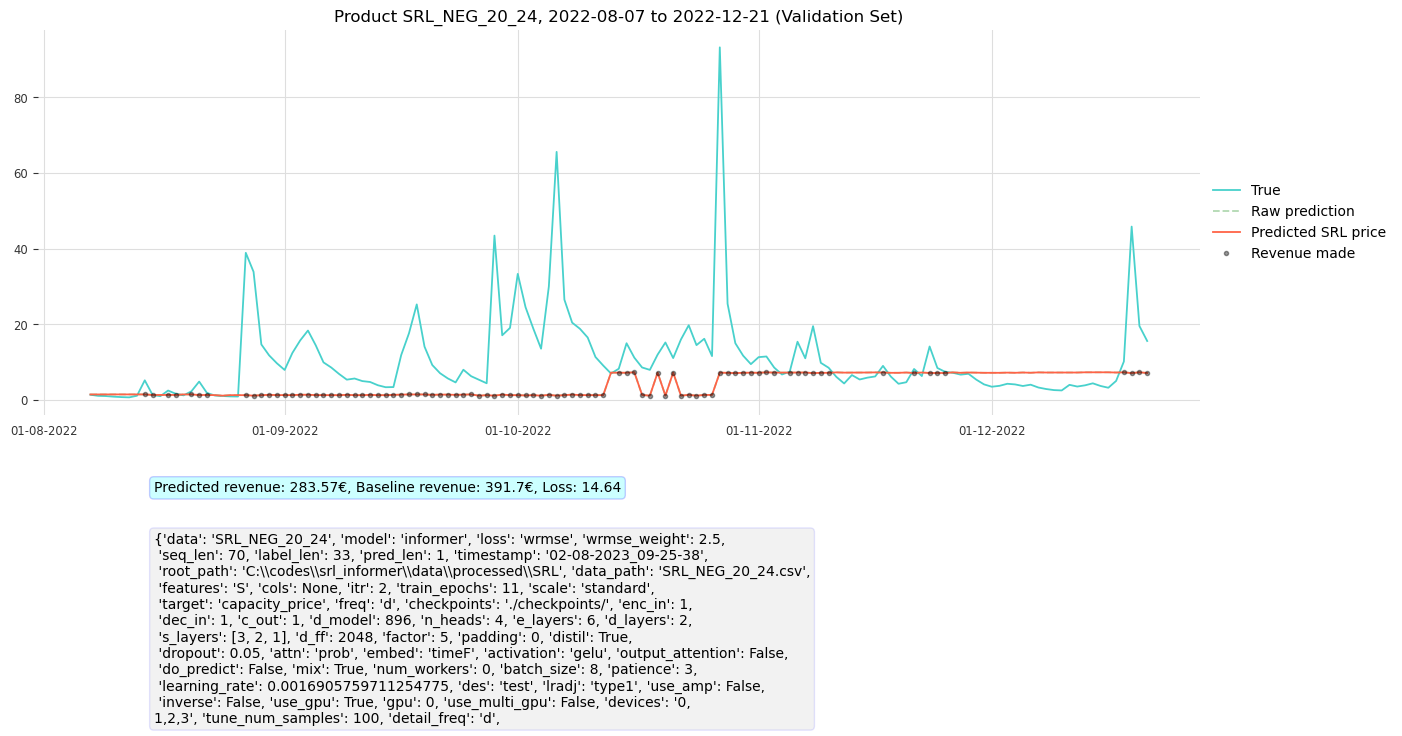 Product SRL_NEG_20_24, 2022-08-07 to 2022-12-21 (Validation Set)
80
60
40
20
0
01-08-2022 01-09-2022 01-10-2022 01-11-2022 01-12-2022
True
Raw prediction
Predicted SRL price
Revenue made
Predicted revenue: 283.57€, Baseline revenue: 391.7€, Loss: 14.64
{'data': 'SRL_NEG_20_24', 'model': 'informer', 'loss': 'wrmse', 'wrmse_weight': 2.5,
'seq_len': 70, 'label_len': 33, 'pred_len': 1, 'timestamp': '02-08-2023_09-25-38',
'root_path': 'C:\\codes\\srl_informer\\data\\processed\\SRL', 'data_path': 'SRL_NEG_20_24.csv',
'features': 'S', 'cols': None, 'itr': 2, 'train_epochs': 11, 'scale': 'standard',
'target': 'capacity_price', 'freq': 'd', 'checkpoints': './checkpoints/', 'enc_in': 1,
'dec_in': 1, 'c_out': 1, 'd_model': 896, 'n_heads': 4, 'e_layers': 6, 'd_layers': 2,
's_layers': [3, 2, 1], 'd_ff': 2048, 'factor': 5, 'padding': 0, 'distil': True,
'dropout': 0.05, 'attn': 'prob', 'embed': 'timeF', 'activation': 'gelu', 'output_attention': False,
'do_predict': False, 'mix': True, 'num_workers': 0, 'batch_size': 8, 'patience': 3,
'learning_rate': 0.0016905759711254775, 'des': 'test', 'lradj': 'type1', 'use_amp': False,
'inverse': False, 'use_gpu': True, 'gpu': 0, 'use_multi_gpu': False, 'devices': '0,
1,2,3', 'tune_num_samples': 100, 'detail_freq': 'd',